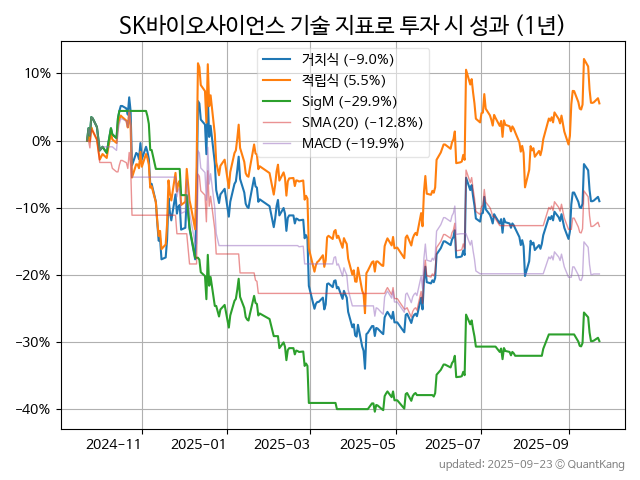 SK바이오사이언스 기술 지표로 투자 시 성과 (1년)
거치식 (−9.0%)
적립식 (5.5%)
SigM (−29.9%)
SMA(20) (−12.8%)
MACD (−19.9%)
10%
0%
−10%
−20%
−30%
−40%
2024-11
2025-01
2025-03
2025-05
2025-07
2025-09
updated: 2025-09-23 © QuantKang